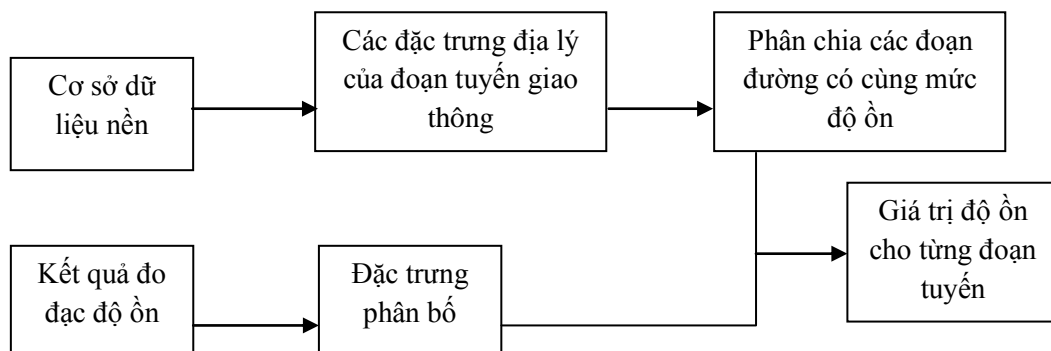 Cơ sở dữ
liệu nền
Các đặc trưng địa lý
của đoạn tuyến giao
thông
Phân chia các đoạn
đường có cùng mức
độ ồn
Kết quả đo
đạc độ ồn
Đặc trưng
phân bố
Giá trị độ ồn
cho từng đoạn
tuyến